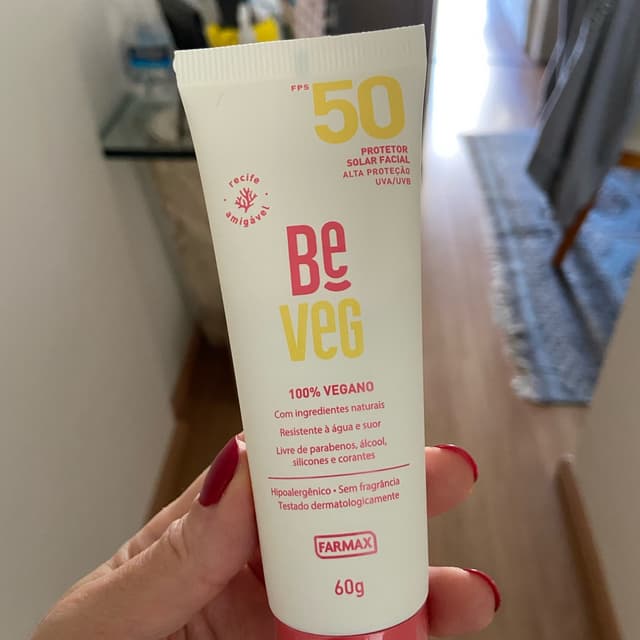 FPS 50
PROTETOR
SOLAR FACIAL
ALTA PROTEÇÃO
UVA/UVB
recife
amigável
Be
veg
100% VEGANO
Com ingredientes naturais
Resistente à água e suor
Livre de parabenos, álcool,
silicones e corantes
Hipoalergênico • Sem fragrância
Testado dermatologicamente
FARMAX
60g